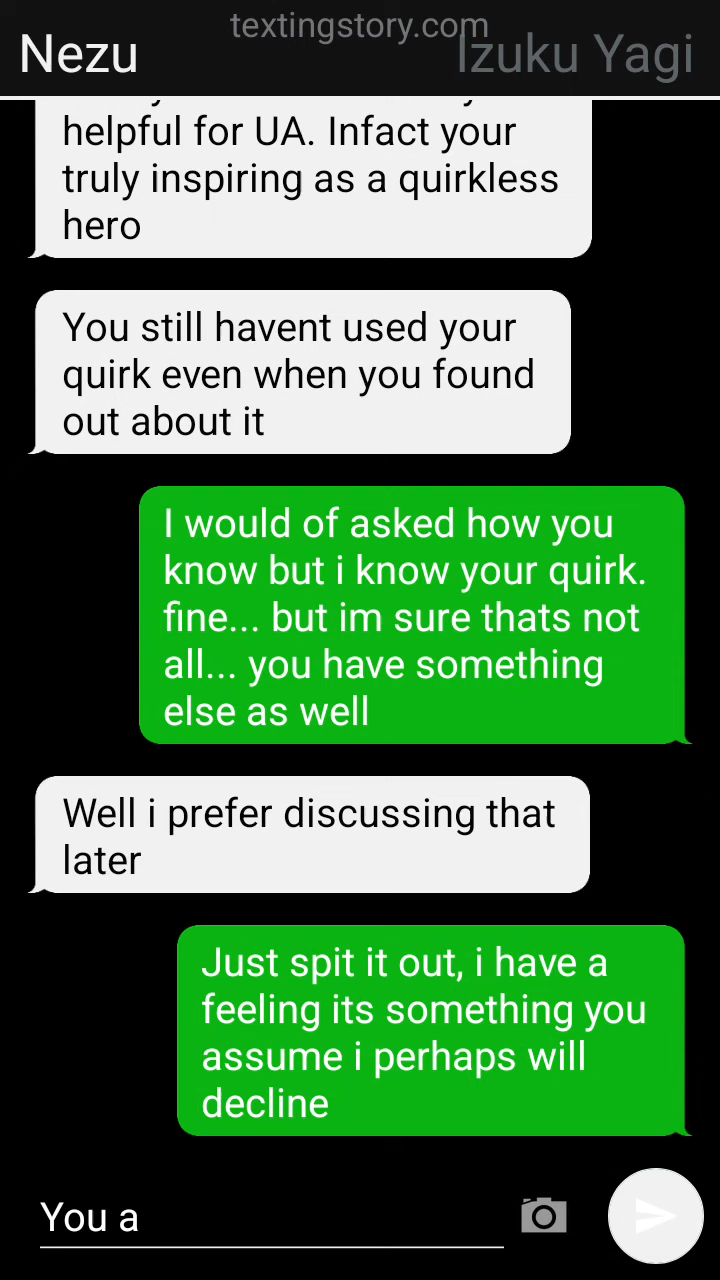 textingstory.com
Nezu
Izuku Yagi
helpful for UA. Infact your
truly inspiring as a quirkless
hero
You still havent used your
quirk even when you found
out about it
I would of asked how you
know but i know your quirk.
fine... but im sure thats not
all... you have something
else as well
Well i prefer discussing that
later
Just spit it out, i have a
feeling its something you
assume i perhaps will
decline
You a